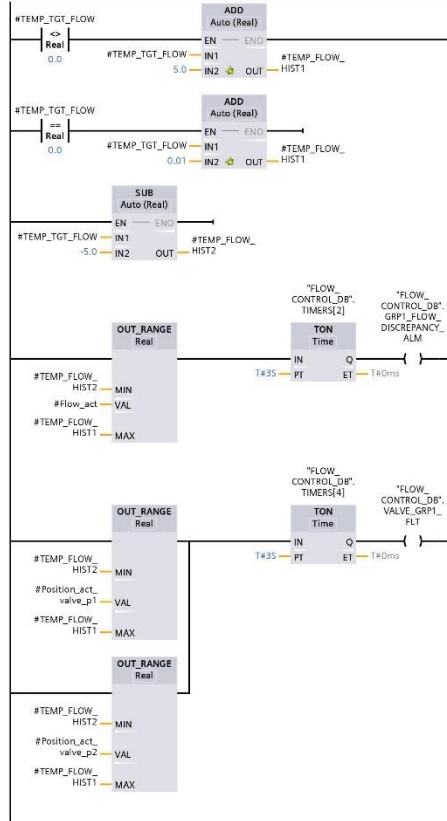 #TEMP_TGT_FLOW
<>
Real
0.0
ADD
Auto (Real)
EN
ENO
#TEMP_TGT_FLOW
IN1
5.0
IN2
OUT
#TEMP_FLOW_
HIST1
#TEMP_TGT_FLOW
==
Real
0.0
ADD
Auto (Real)
EN
ENO
#TEMP_TGT_FLOW
IN1
0.01
IN2
OUT
#TEMP_FLOW_
HIST1
SUB
Auto (Real)
EN
ENO
#TEMP_TGT_FLOW
IN1
-5.0
IN2
OUT
#TEMP_FLOW_
HIST2
OUT_RANGE
Real
#TEMP_FLOW_
HIST2
MIN
#Flow_act
VAL
#TEMP_FLOW_
HIST1
MAX
"FLOW_
CONTROL_DB".
TIMERS[2]
TON
Time
IN
Q
T#3S
PT
ET
T#0ms
"FLOW_
CONTROL_DB".
GRP1_FLOW_
DISCREPANCY_
ALM
OUT_RANGE
Real
#TEMP_FLOW_
HIST2
MIN
#Position_act_
valve_p1
VAL
#TEMP_FLOW_
HIST1
MAX
"FLOW_
CONTROL_DB".
TIMERS[4]
TON
Time
IN
Q
T#3S
PT
ET
T#0ms
"FLOW_
CONTROL_DB".
VALVE_GRP1_
FLT
OUT_RANGE
Real
#TEMP_FLOW_
HIST2
MIN
#Position_act_
valve_p2
VAL
#TEMP_FLOW_
HIST1
MAX